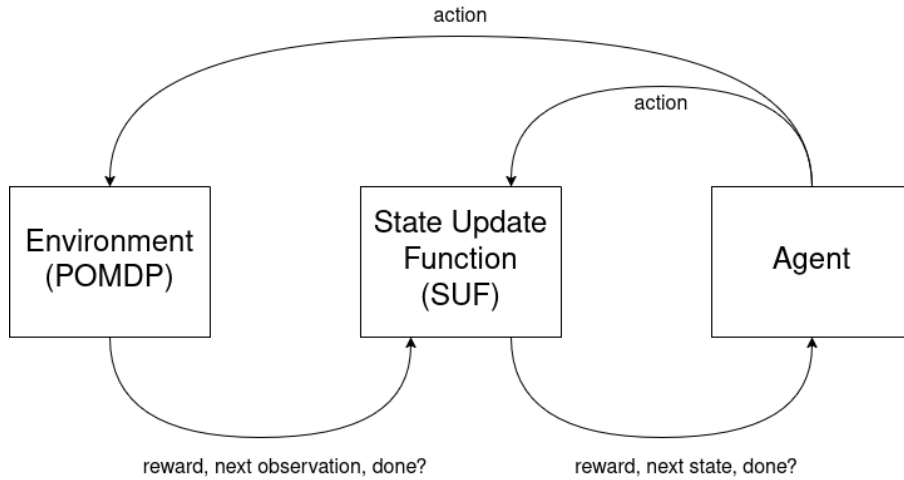 action
action
Environment
(POMDP)
State Update
Function
(SUF)
Agent
reward, next observation, done?
reward, next state, done?